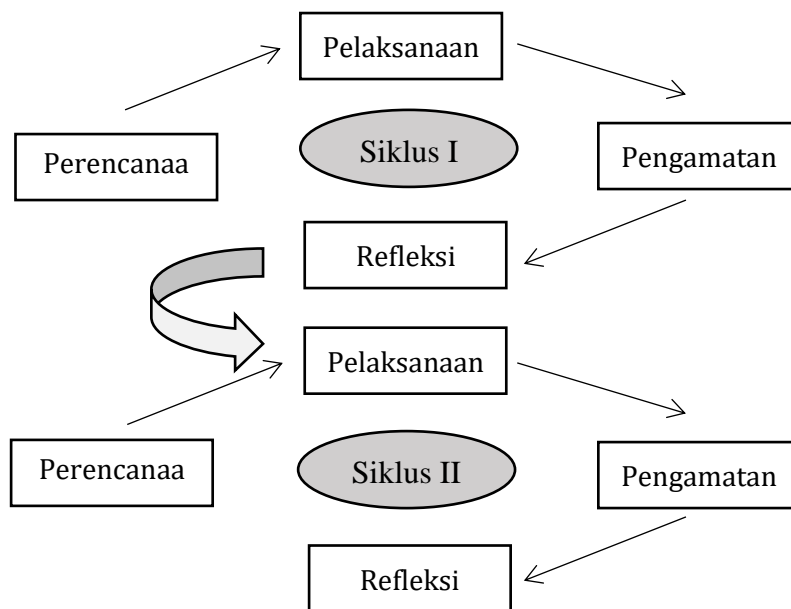 Pelaksanaan
Perencanaa
Siklus I
Pengamatan
Refleksi
Pelaksanaan
Perencanaa
Siklus II
Pengamatan
Refleksi